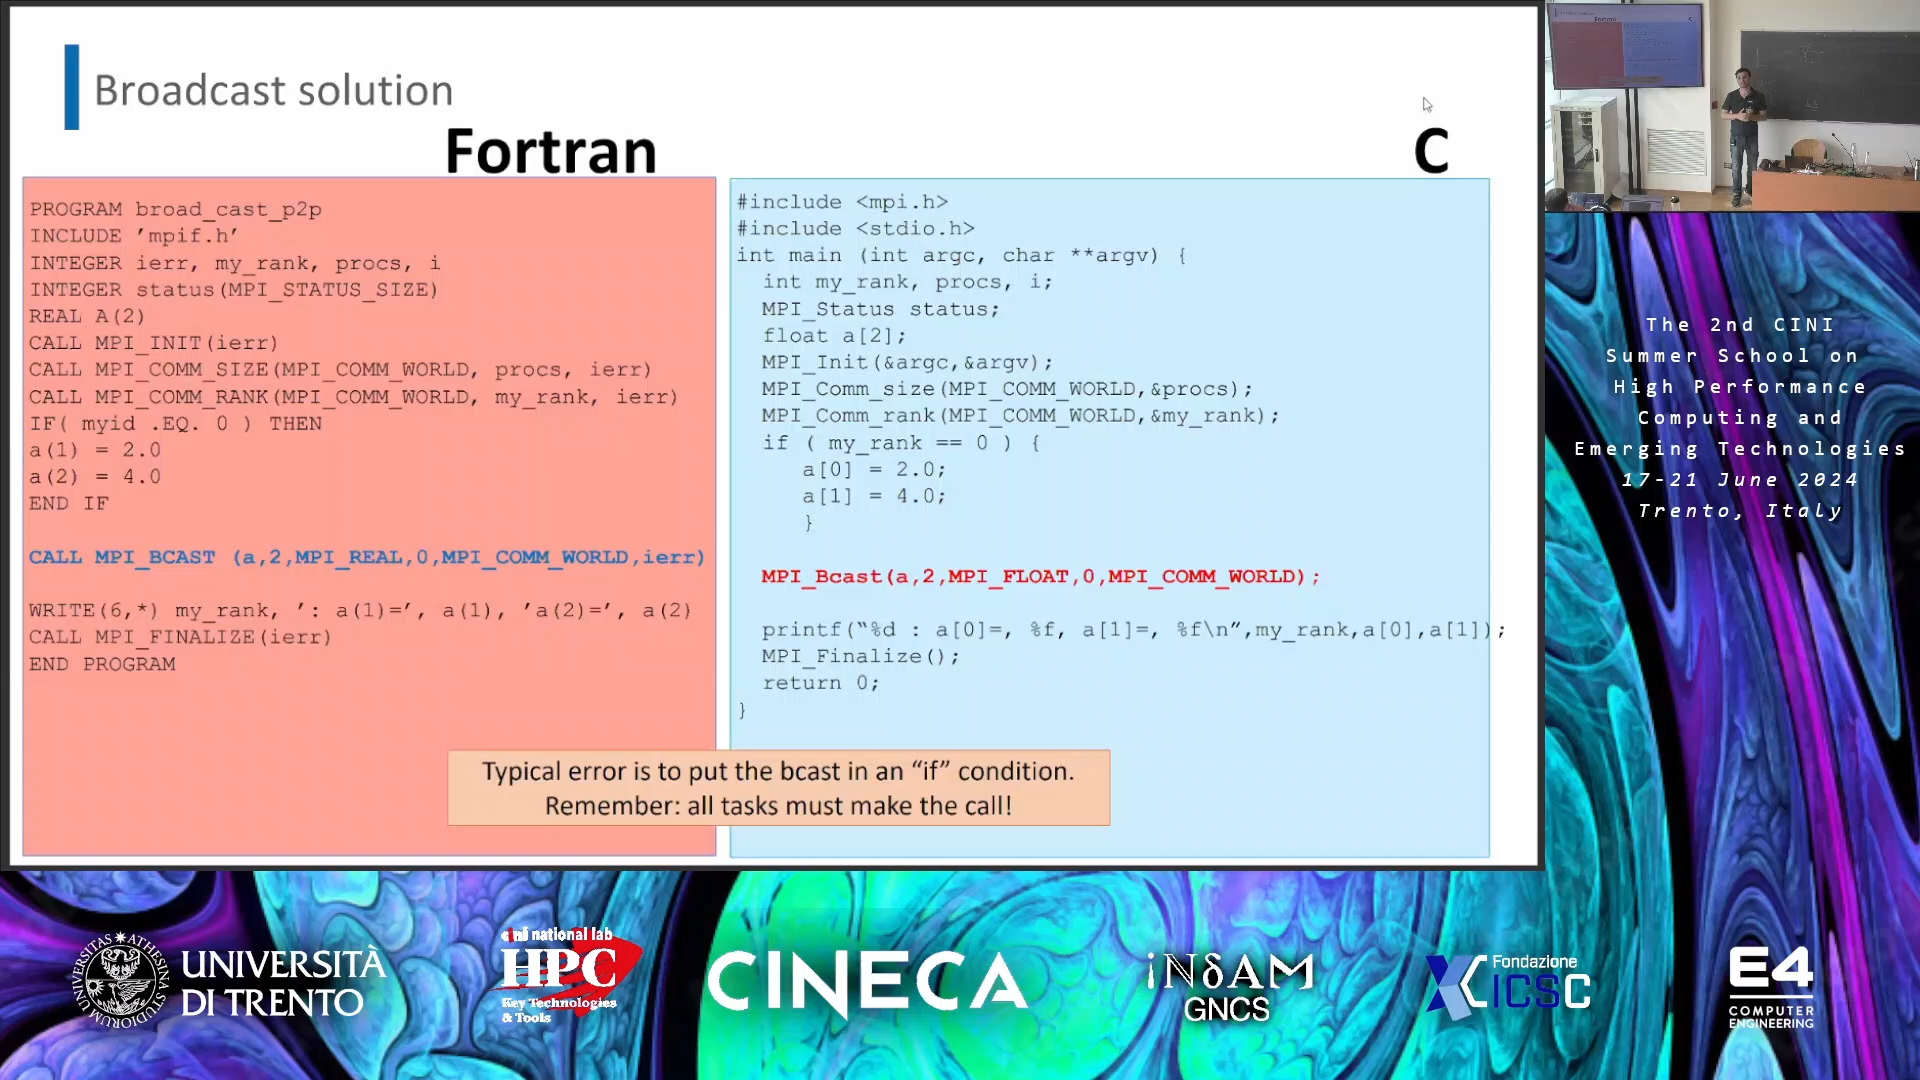 Broadcast solution
Fortran
C
PROGRAM broad_cast_p2p
INCLUDE ’mpif.h’
INTEGER ierr, my_rank, procs, i
INTEGER status(MPI_STATUS_SIZE)
REAL A(2)
CALL MPI_INIT(ierr)
CALL MPI_COMM_SIZE(MPI_COMM_WORLD, procs, ierr)
CALL MPI_COMM_RANK(MPI_COMM_WORLD, my_rank, ierr)
IF( myid .EQ. 0 ) THEN
a(1) = 2.0
a(2) = 4.0
END IF
CALL MPI_BCAST (a,2,MPI_REAL,0,MPI_COMM_WORLD,ierr)
WRITE(6,*) my_rank, ’: a(1)=’, a(1), ’a(2)=’, a(2)
CALL MPI_FINALIZE(ierr)
END PROGRAM
#include <mpi.h>
#include <stdio.h>
int main (int argc, char **argv) {
int my_rank, procs, i;
MPI_Status status;
float a[2];
MPI_Init(&argc,&argv);
MPI_Comm_size(MPI_COMM_WORLD,&procs);
MPI_Comm_rank(MPI_COMM_WORLD,&my_rank);
if ( my_rank == 0 ) {
a[0] = 2.0;
a[1] = 4.0;
}
MPI_Bcast(a,2,MPI_FLOAT,0,MPI_COMM_WORLD);
printf(“%d : a[0]=, %f, a[1]=, %f\n”,my_rank,a[0],a[1]);
MPI_Finalize();
return 0;
}
Typical error is to put the bcast in an “if” condition.
Remember: all tasks must make the call!
The 2nd CINI
Summer School on
High Performance
Computing and
Emerging Technologies
17-21 June 2024
Trento, Italy
UNIVERSITÀ
DI TRENTO
cini national lab
HPC
Key Technologies
& Tools
CINECA
iNδAM
GNCS
Fondazione
ICSC
E4
COMPUTER
ENGINEERING